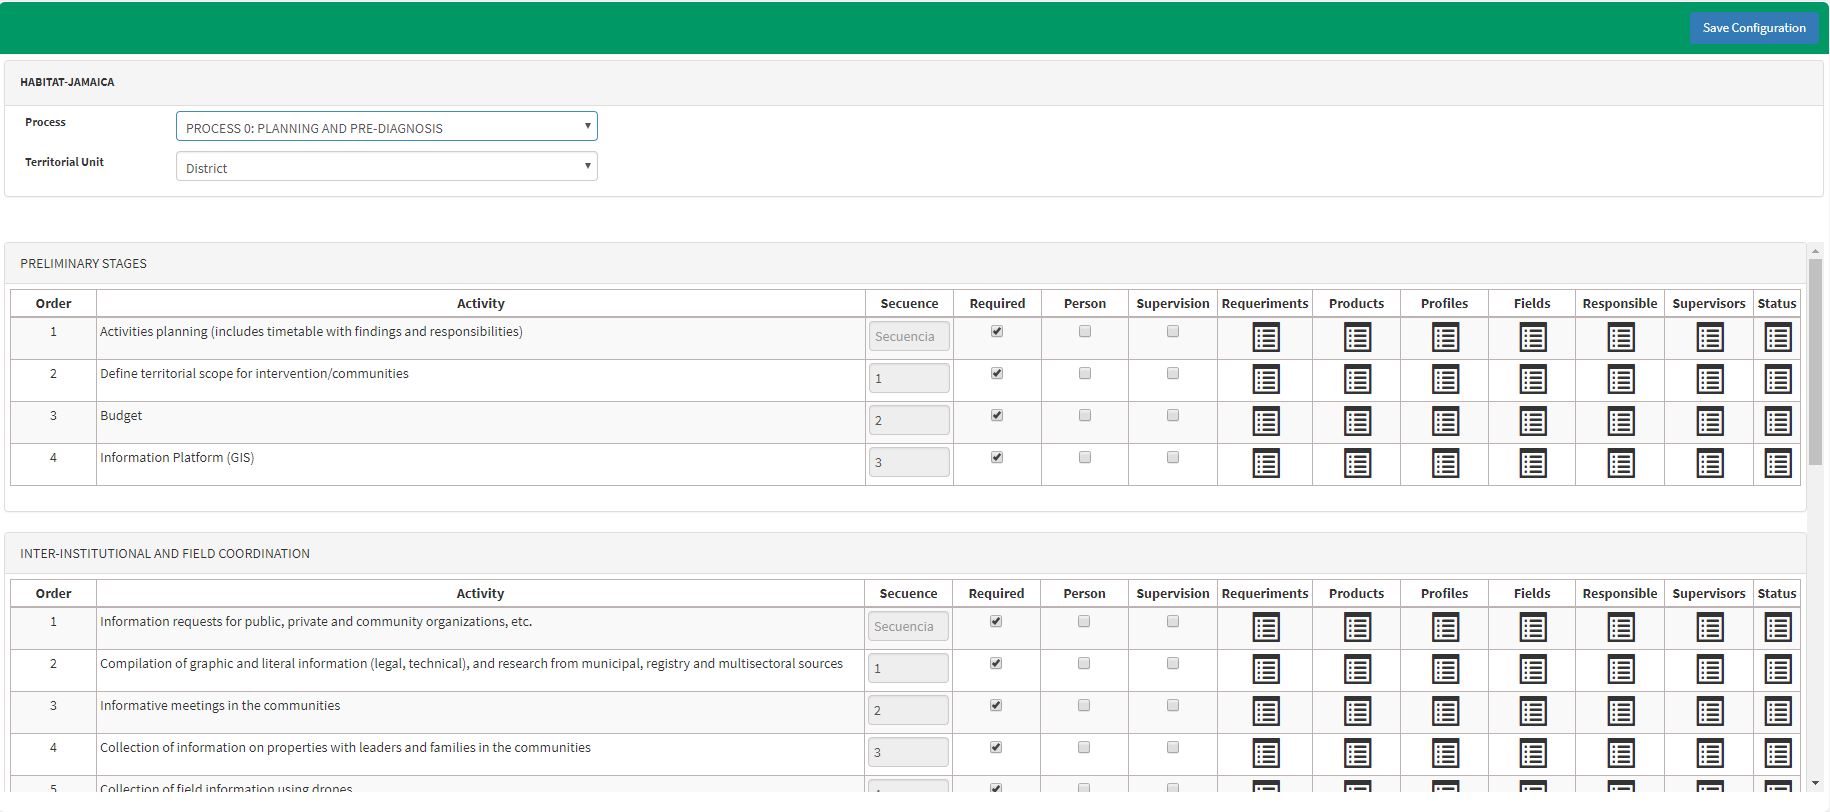 Save Configuration
HABITAT-JAMAICA
Process PROCESS 0: PLANNING AND PRE-DIAGNOSIS
Territorial Unit District
PRELIMINARY STAGES
Order Activity Secuence Required Person Supervision Requeriments Products Profiles Fields Responsible Supervisors Status
1 Activities planning (includes timetable with findings and responsibilities) Secuencia
2 Define territorial scope for intervention/communities 1
3 Budget 2
4 Information Platform (GIS) 3
INTER-INSTITUTIONAL AND FIELD COORDINATION
Order Activity Secuence Required Person Supervision Requeriments Products Profiles Fields Responsible Supervisors Status
1 Information requests for public, private and community organizations, etc. Secuencia
2 Compilation of graphic and literal information (legal, technical), and research from municipal, registry and multisectoral sources 1
3 Informative meetings in the communities 2
4 Collection of information on properties with leaders and families in the communities 3
5 Collection of field information using drones